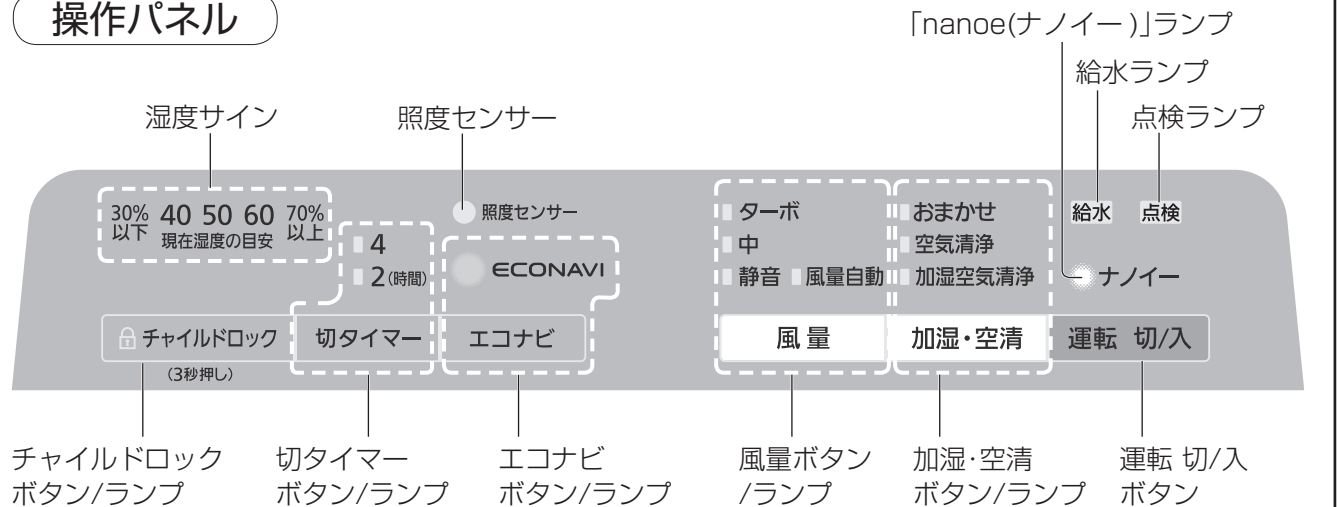 操作パネル
「nanoe(ナノイー)」ランプ
給水ランプ
湿度サイン
照度センサー
点検ランプ
30%以下 40 50 60 70%以上
現在湿度の目安
4
2(時間)
照度センサー
ECONAVI
ターボ
中
静音 風量自動
おまかせ
空気清浄
加湿空気清浄
給水 点検
ナノイー
チャイルドロック
(3秒押し)
切タイマー
エコナビ
風量
加湿・空清
運転 切/入
チャイルドロック
ボタン/ランプ
切タイマー
ボタン/ランプ
エコナビ
ボタン/ランプ
風量ボタン
/ランプ
加湿・空清
ボタン/ランプ
運転 切/入
ボタン